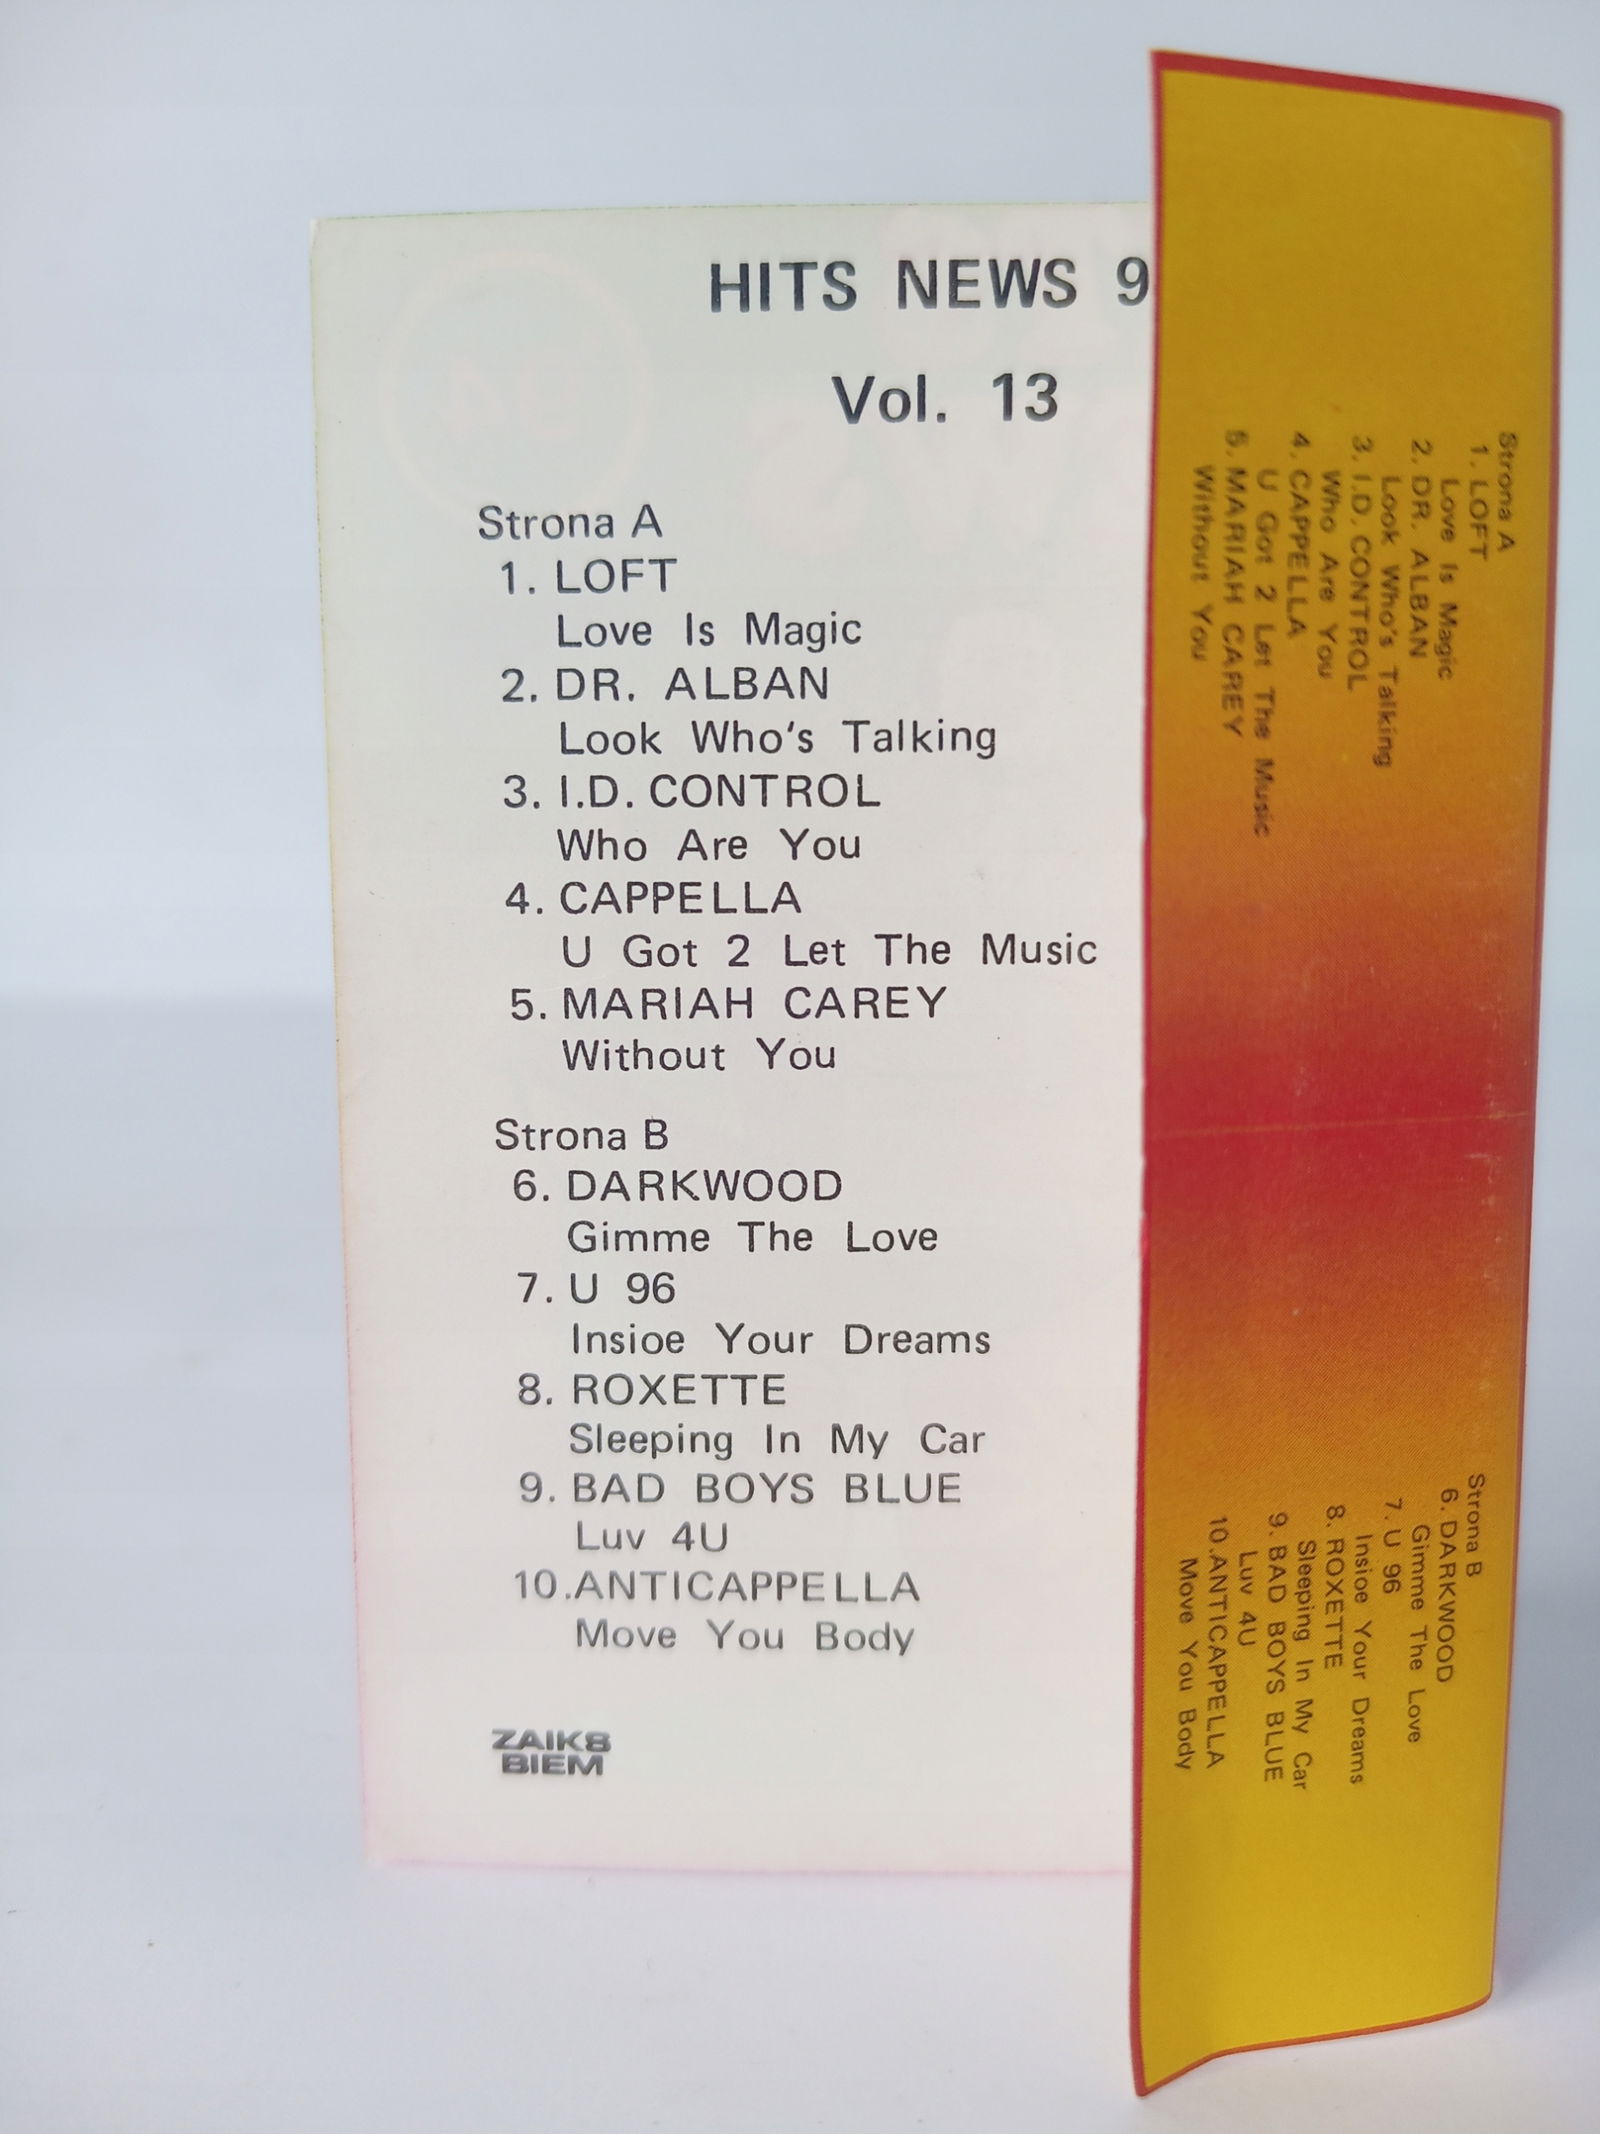 HITS NEWS 9
Vol. 13
Strona A
1. LOFT
Love Is Magic
2. DR. ALBAN
Look Who's Talking
3. I.D. CONTROL
Who Are You
4. CAPPELLA
U Got 2 Let The Music
5. MARIAH CAREY
Without You
Strona B
6. DARKWOOD
Gimme The Love
7. U 96
Insioe Your Dreams
8. ROXETTE
Sleeping In My Car
9. BAD BOYS BLUE
Luv 4U
10. ANTICAPPELLA
Move You Body
ZAIKS
BIEM
Strona A
1. LOFT
Love Is Magic
2. DR. ALBAN
Look Who's Talking
3. I.D. CONTROL
Who Are You
4. CAPPELLA
U Got 2 Let The Music
5. MARIAH CAREY
Without You
Strona B
6. DARKWOOD
Gimme The Love
7. U 96
Insioe Your Dreams
8. ROXETTE
Sleeping In My Car
9. BAD BOYS BLUE
Luv 4U
10. ANTICAPPELLA
Move You Body